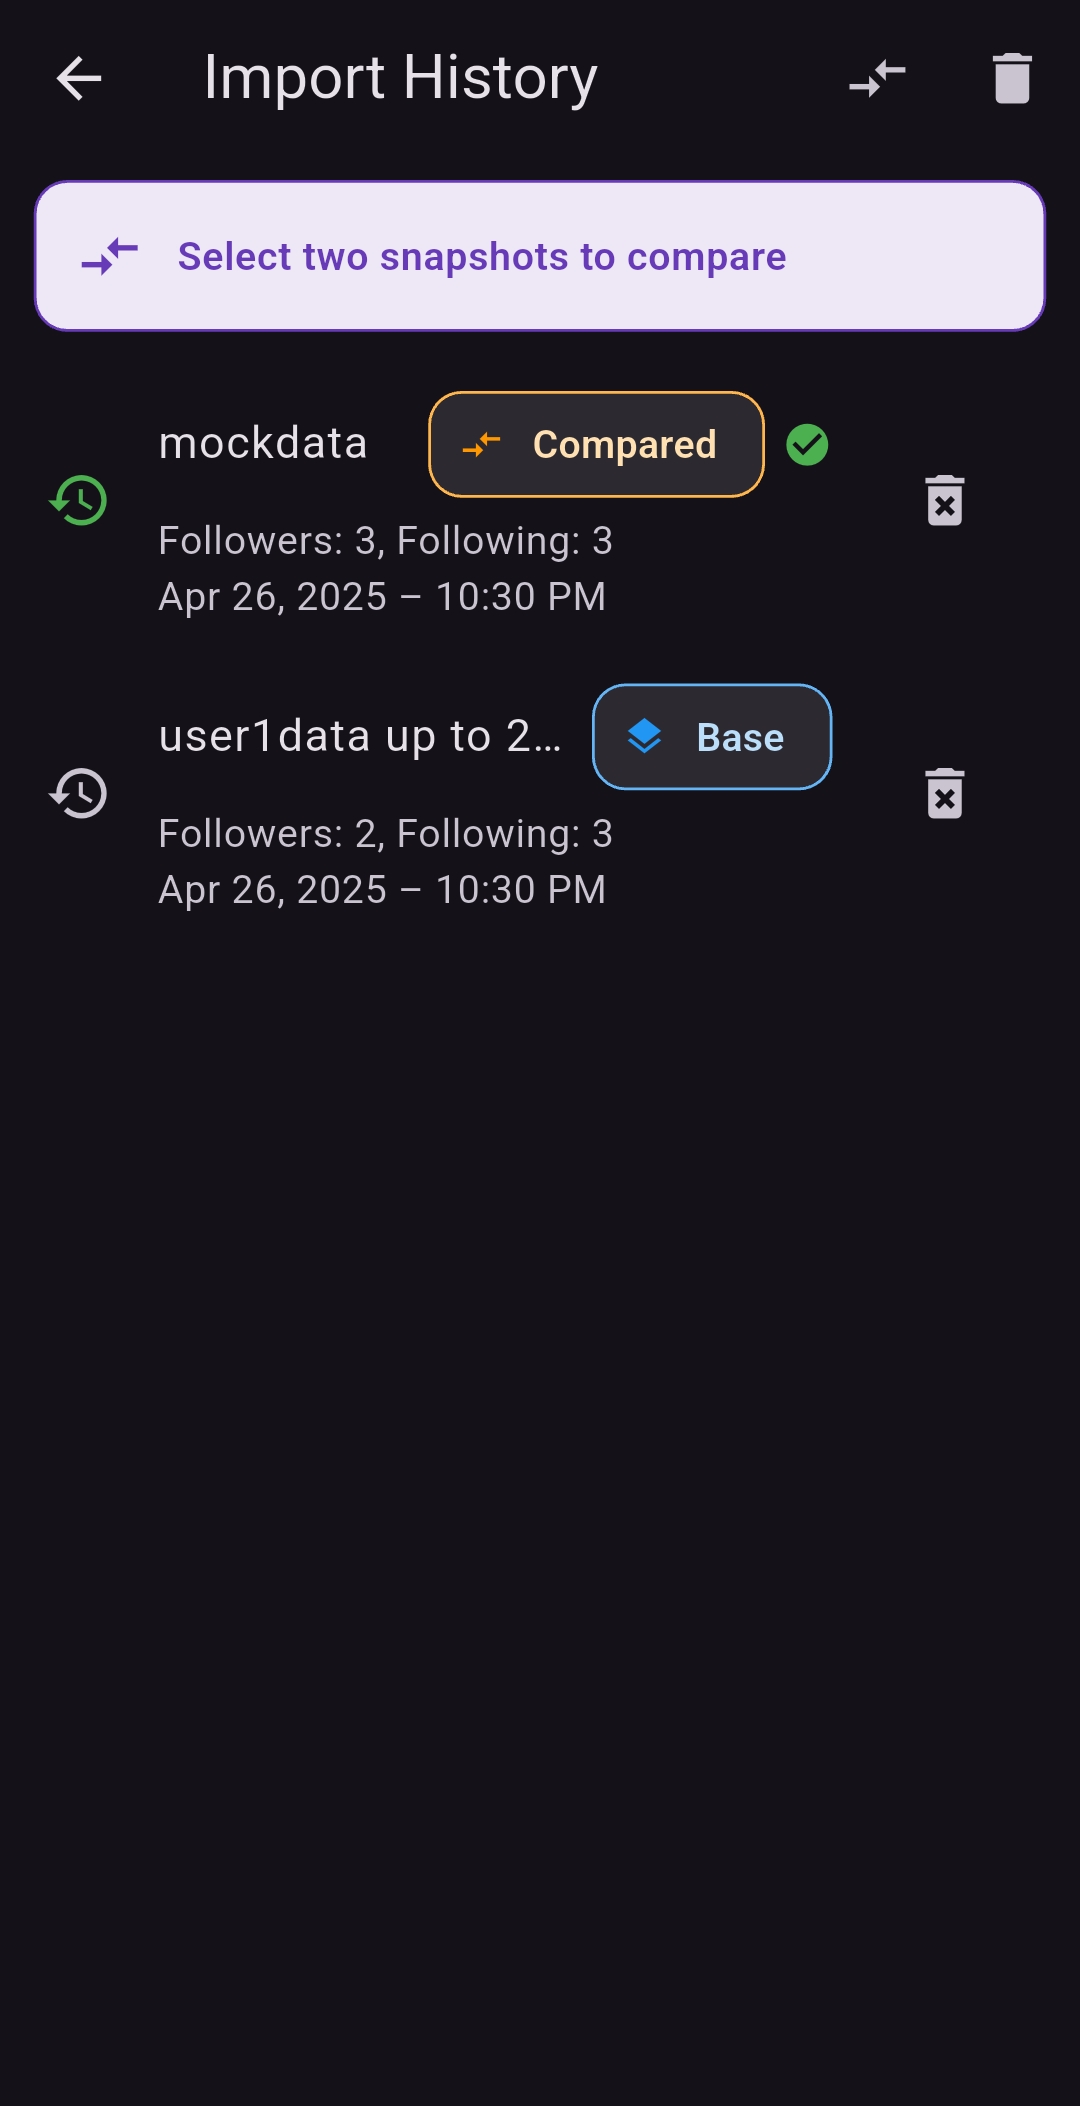 Import History
Select two snapshots to compare
mockdata
Compared
Followers: 3, Following: 3
Apr 26, 2025 – 10:30 PM
user1data up to 2...
Base
Followers: 2, Following: 3
Apr 26, 2025 – 10:30 PM